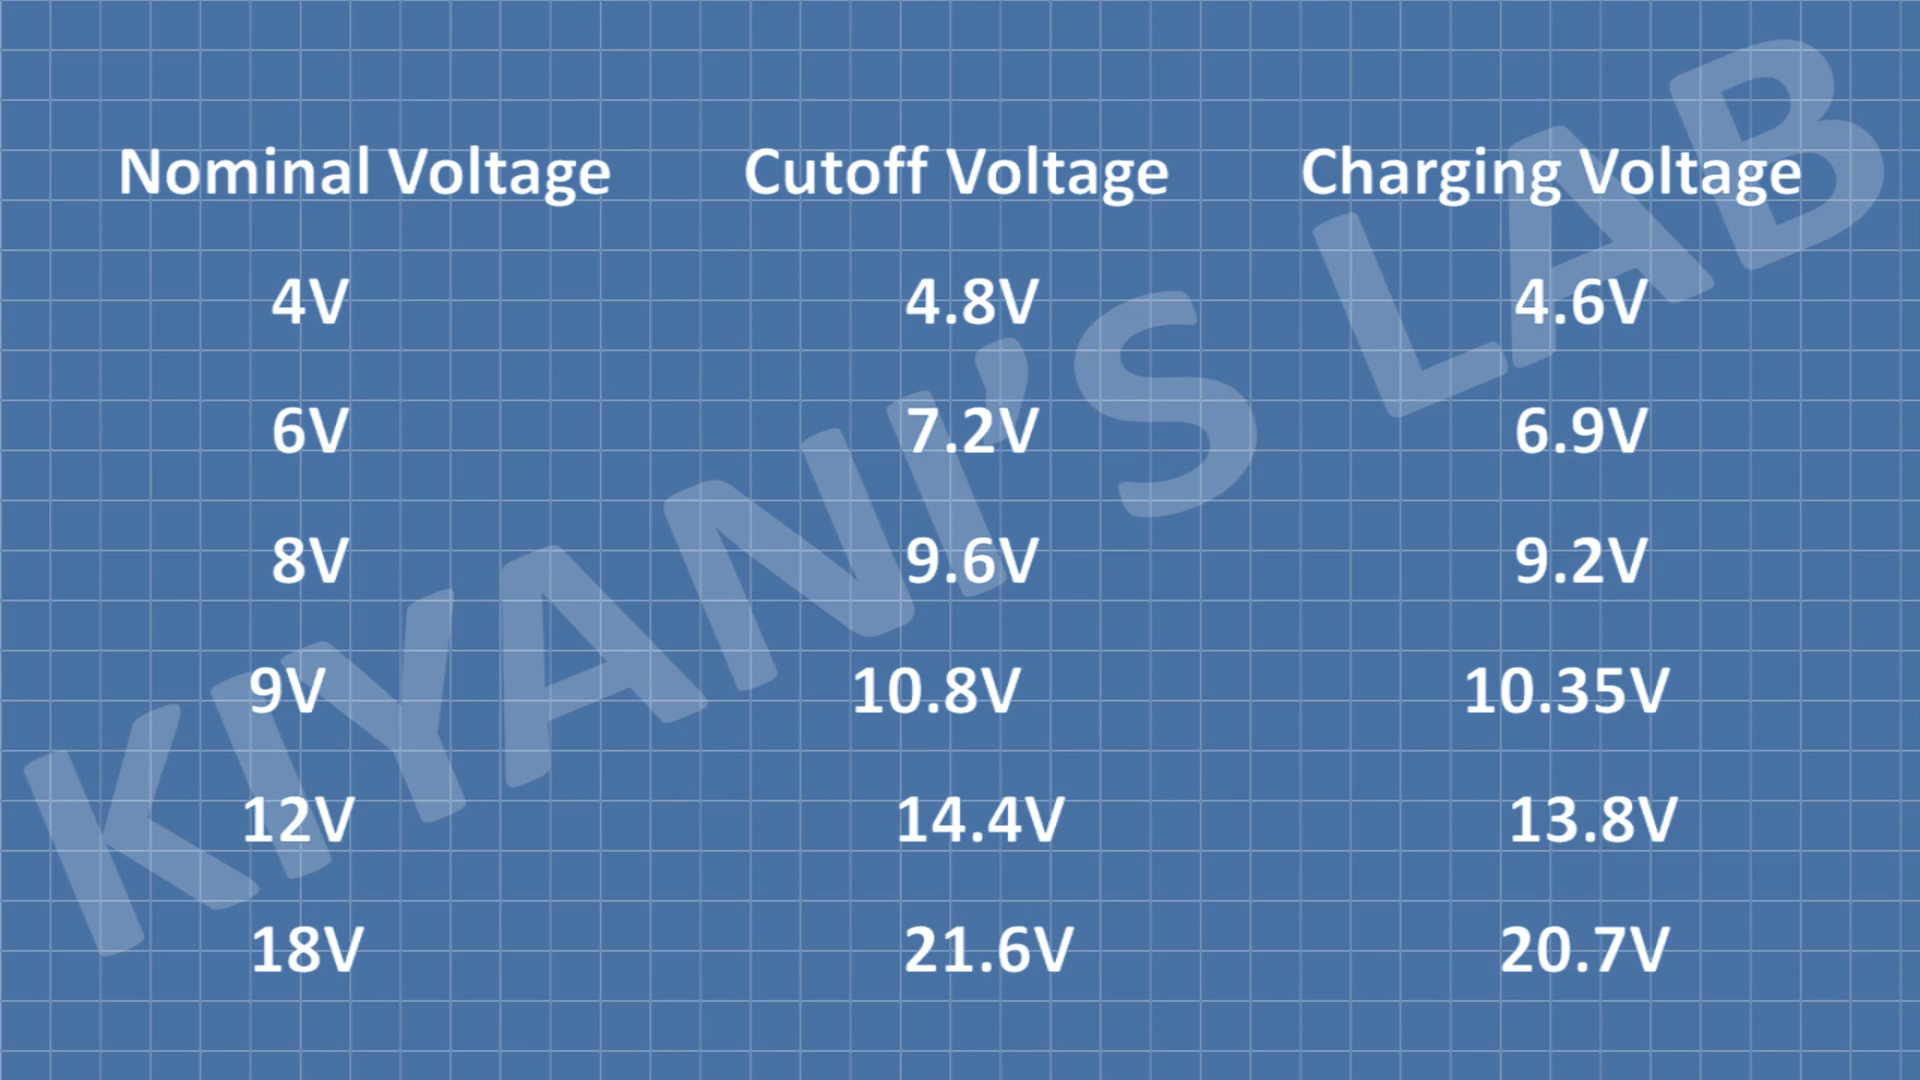 Nominal Voltage Cutoff Voltage Charging Voltage
4V 4.8V 4.6V
6V 7.2V 6.9V
8V 9.6V 9.2V
9V 10.8V 10.35V
12V 14.4V 13.8V
18V 21.6V 20.7V
KIYANI'S LAB